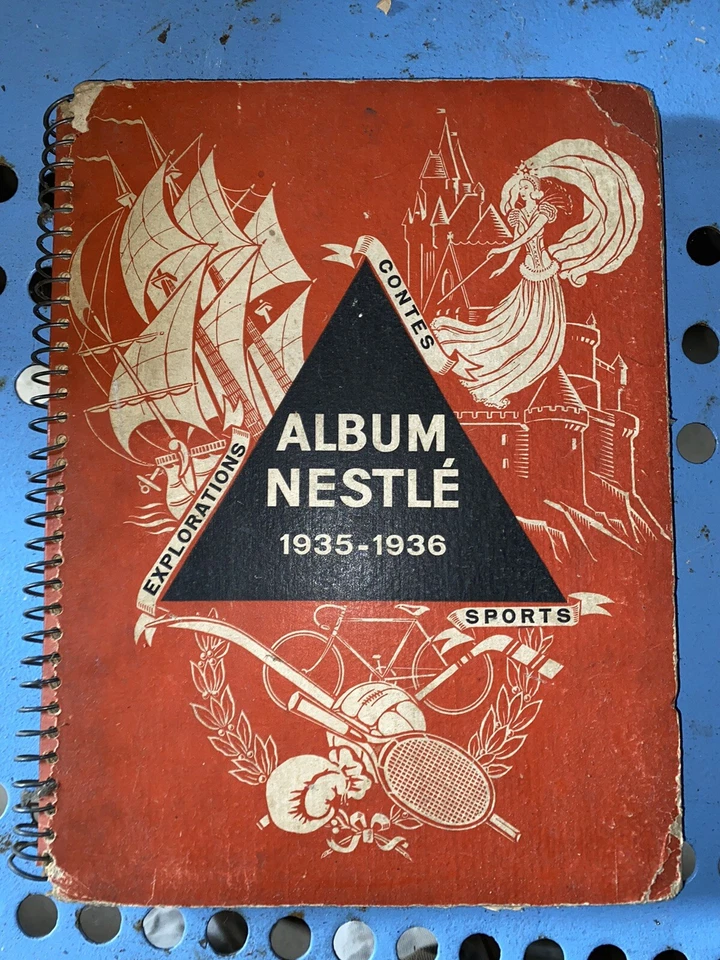 CONTES
ALBUM
NESTLÉ
1935-1936
EXPLORATIONS
SPORTS